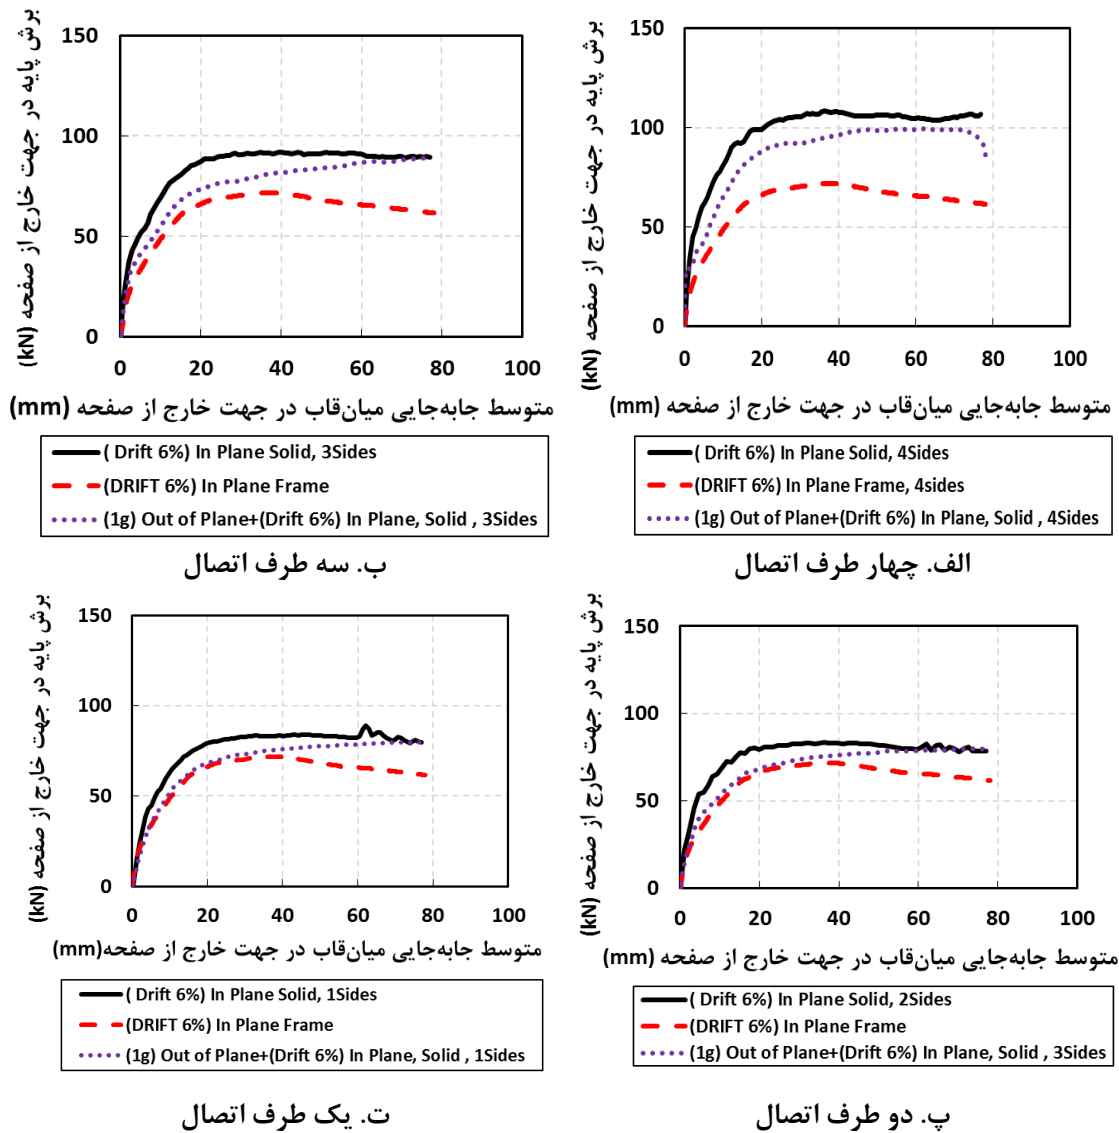 برش پایه در جهت خارج از صفحه (kN)
150
100
50
0
0 20 40 60 80 100
متوسط جابه‌جایی میان‌قاب در جهت خارج از صفحه (mm)
( Drift 6%) In Plane Solid, 3Sides
(DRIFT 6%) In Plane Frame
(1g) Out of Plane+(Drift 6%) In Plane, Solid , 3Sides
ب. سه طرف اتصال
برش پایه در جهت خارج از صفحه (kN)
150
100
50
0
0 20 40 60 80 100
متوسط جابه‌جایی میان‌قاب در جهت خارج از صفحه (mm)
( Drift 6%) In Plane Solid, 4Sides
(DRIFT 6%) In Plane Frame, 4sides
(1g) Out of Plane+(Drift 6%) In Plane, Solid , 4Sides
الف. چهار طرف اتصال
برش پایه در جهت خارج از صفحه (kN)
150
100
50
0
0 20 40 60 80 100
متوسط جابه‌جایی میان‌قاب در جهت خارج از صفحه(mm)
( Drift 6%) In Plane Solid, 1Sides
(DRIFT 6%) In Plane Frame
(1g) Out of Plane+(Drift 6%) In Plane, Solid , 1Sides
ت. یک طرف اتصال
برش پایه در جهت خارج از صفحه (kN)
150
100
50
0
0 20 40 60 80 100
متوسط جابه‌جایی میان‌قاب در جهت خارج از صفحه (mm)
( Drift 6%) In Plane Solid, 2Sides
(DRIFT 6%) In Plane Frame
(1g) Out of Plane+(Drift 6%) In Plane, Solid , 3Sides
پ. دو طرف اتصال